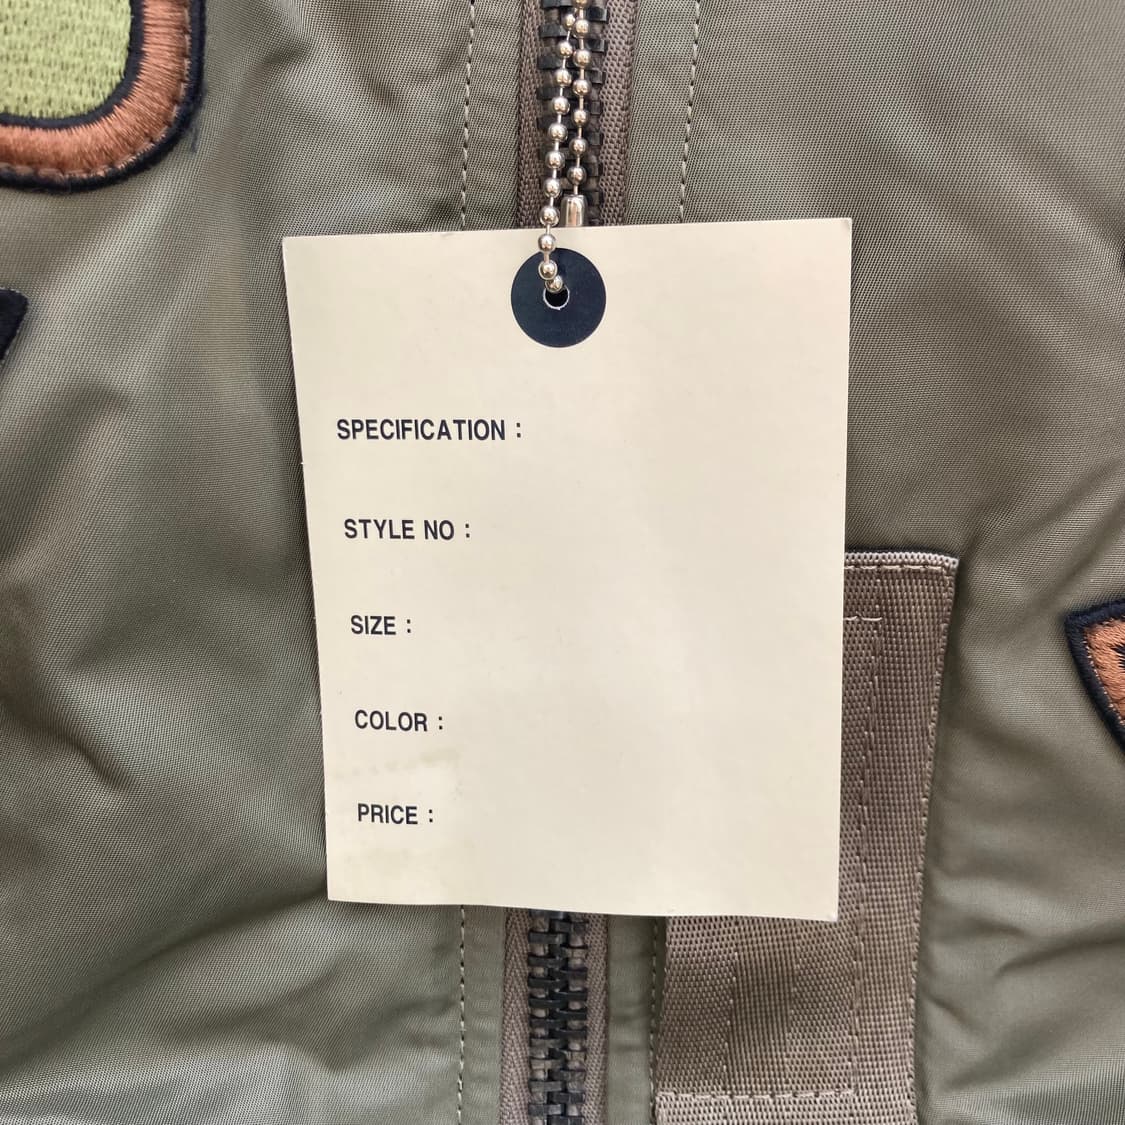 SPECIFICATION :
STYLE NO :
SIZE :
COLOR :
PRICE :